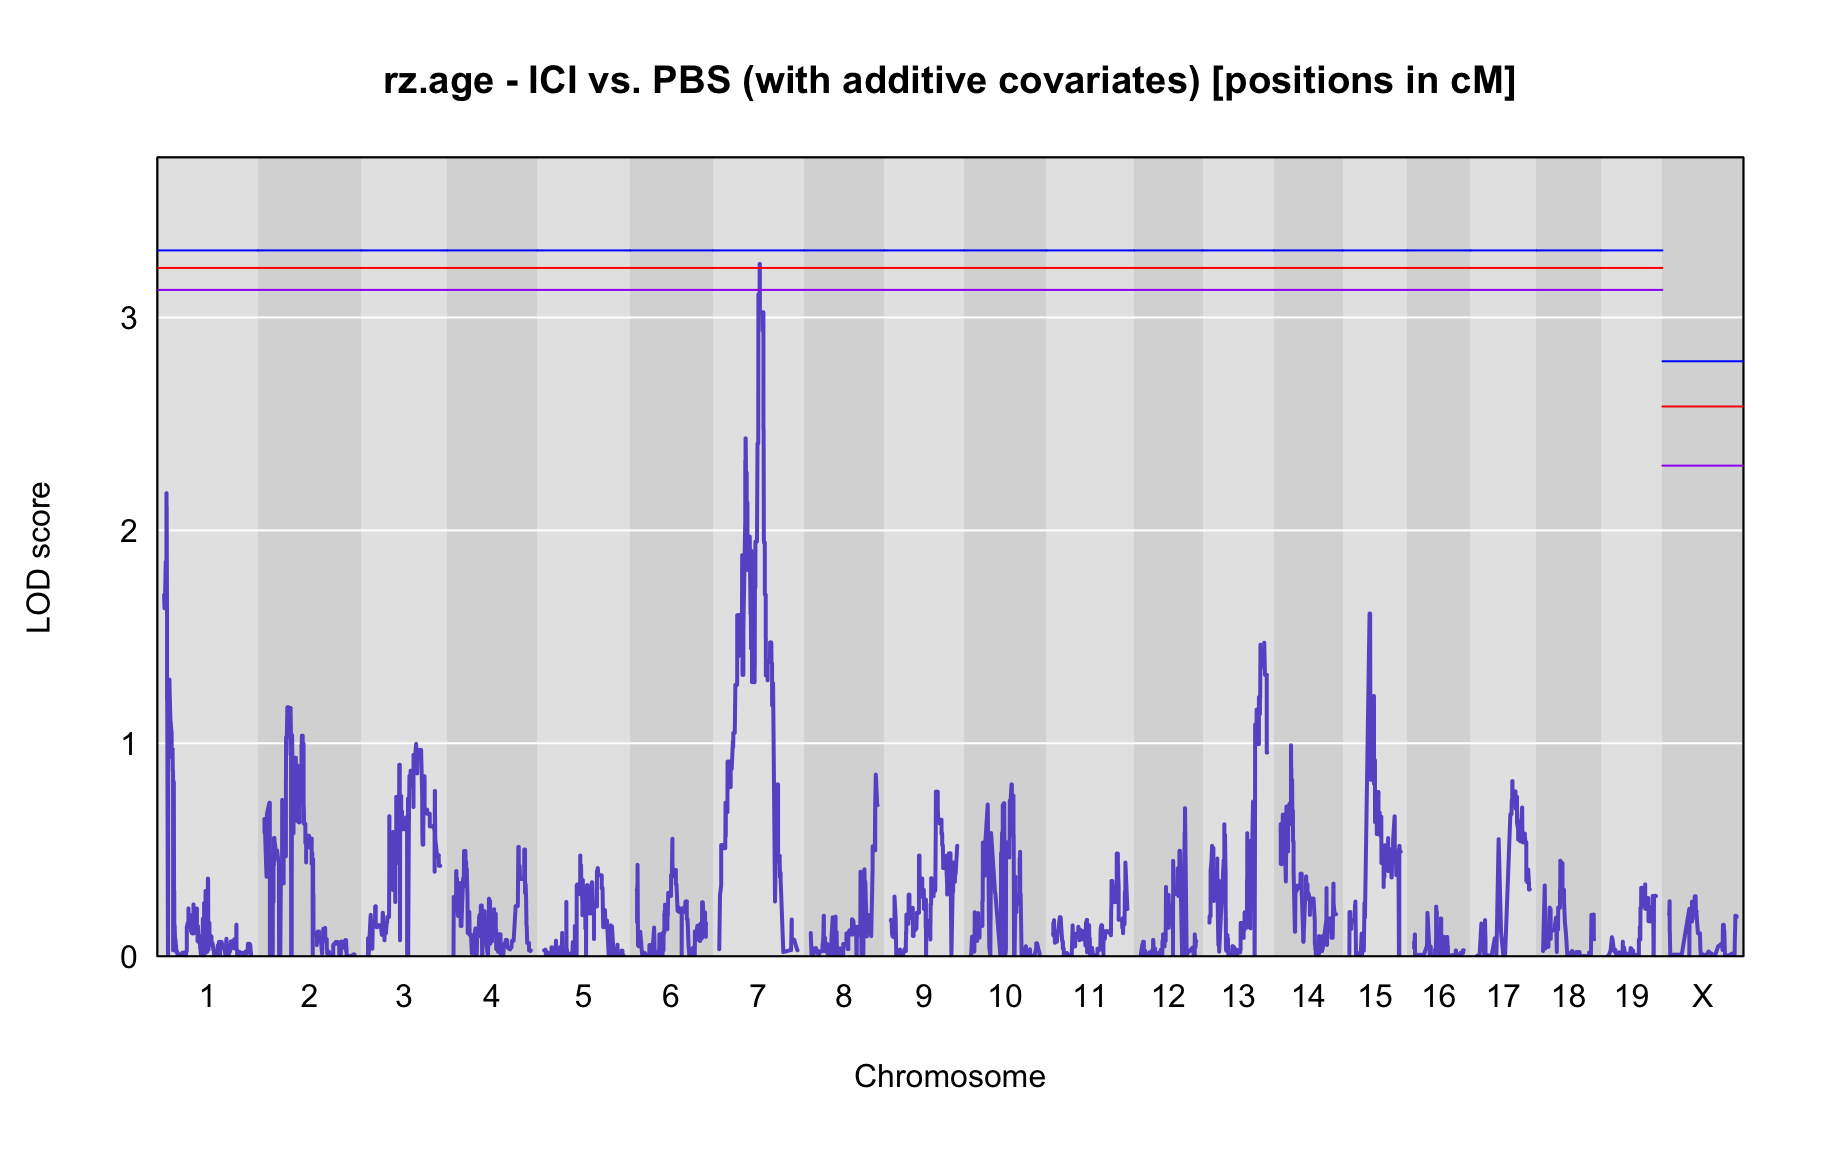 rz.age - ICI vs. PBS (with additive covariates) [positions in cM]
3
2
1
0
LOD score
1 2 3 4 5 6 7 8 9 10 11 12 13 14 15 16 17 18 19 X
Chromosome